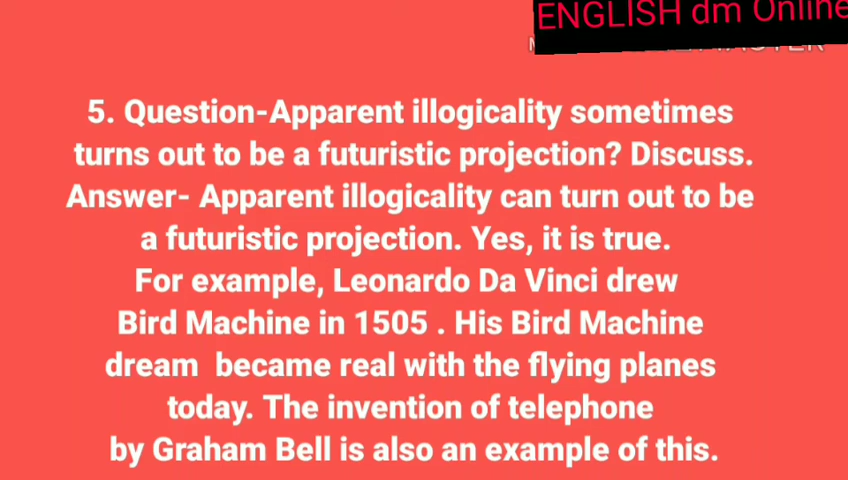 ENGLISH dm Online
5. Question-Apparent illogicality sometimes
turns out to be a futuristic projection? Discuss.
Answer- Apparent illogicality can turn out to be
a futuristic projection. Yes, it is true.
For example, Leonardo Da Vinci drew
Bird Machine in 1505 . His Bird Machine
dream became real with the flying planes
today. The invention of telephone
by Graham Bell is also an example of this.